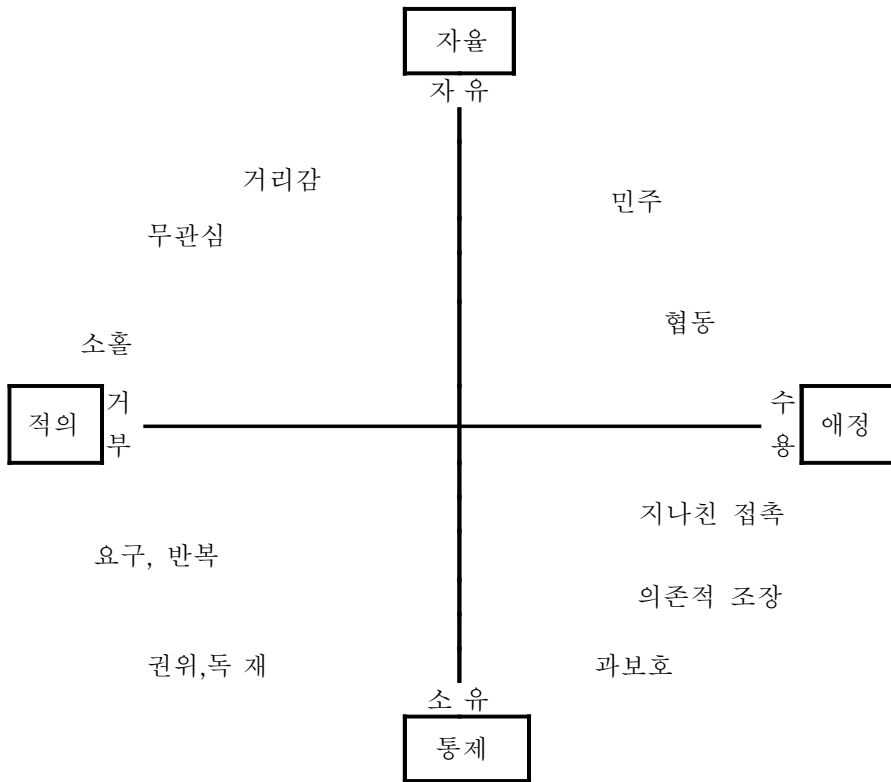 자율
자 유
거리감
민주
무관심
협동
소홀
적의
거
부
수
용
애정
지나친 접촉
요구, 반복
의존적 조장
권위,독 재
과보호
소 유
통제